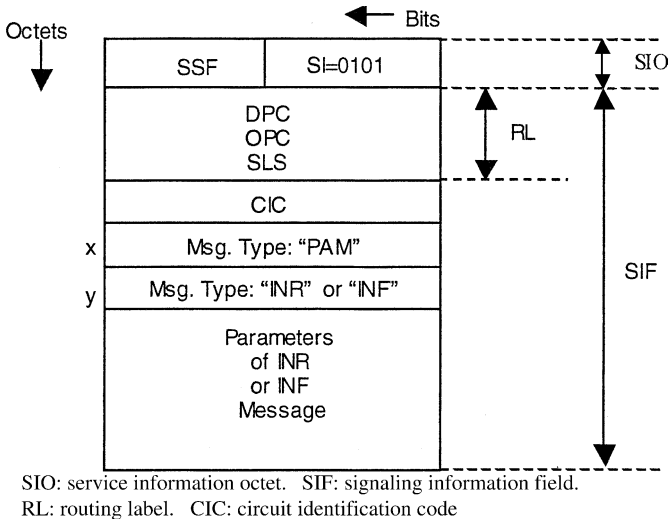 Bits
Octets
SSF
SI=0101
SIO
DPC
OPC
SLS
RL
CIC
x
Msg. Type: “PAM”
SIF
y
Msg. Type: “INR” or “INF”
Parameters
of INR
or INF
Message
SIO: service information octet. SIF: signaling information field.
RL: routing label. CIC: circuit identification code